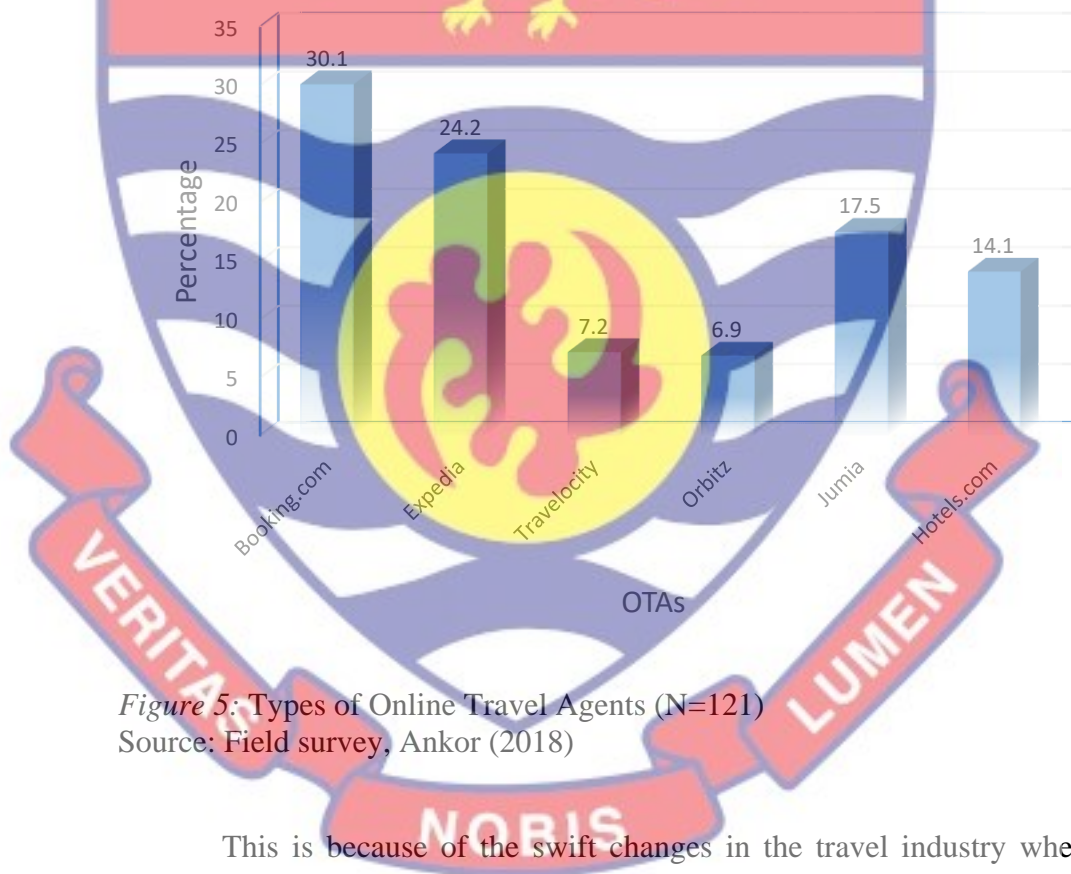 35
30
25
20
15
10
5
0
Percentage
30.1
24.2
7.2
6.9
17.5
14.1
Booking.com
Expedia
Travelocity
Orbitz
Jumia
Hotels.com
OTAs
VERITAS
NOBIS
LUMEN
Figure 5: Types of Online Travel Agents (N=121)
Source: Field survey, Ankor (2018)
This is because of the swift changes in the travel industry